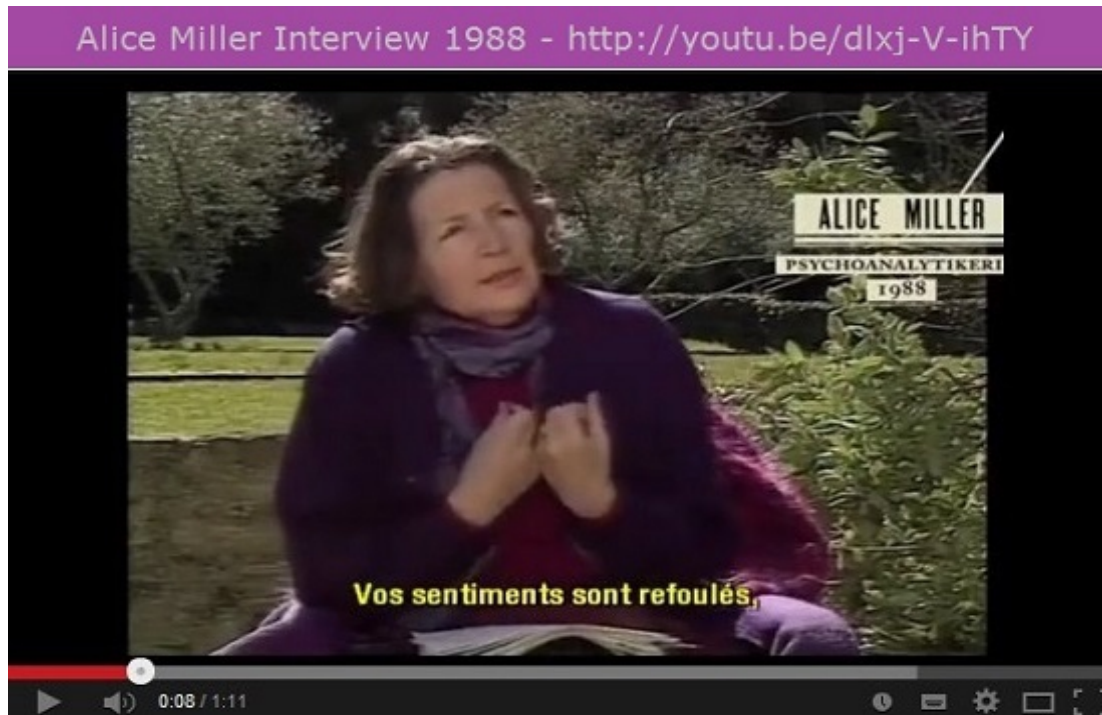 Alice Miller Interview 1988 - http://youtu.be/dlxj-V-ihTY
ALICE MILLER
PSYCHOANALYTIKERI
1988
Vos sentiments sont refoulés,
0:08 / 1:11